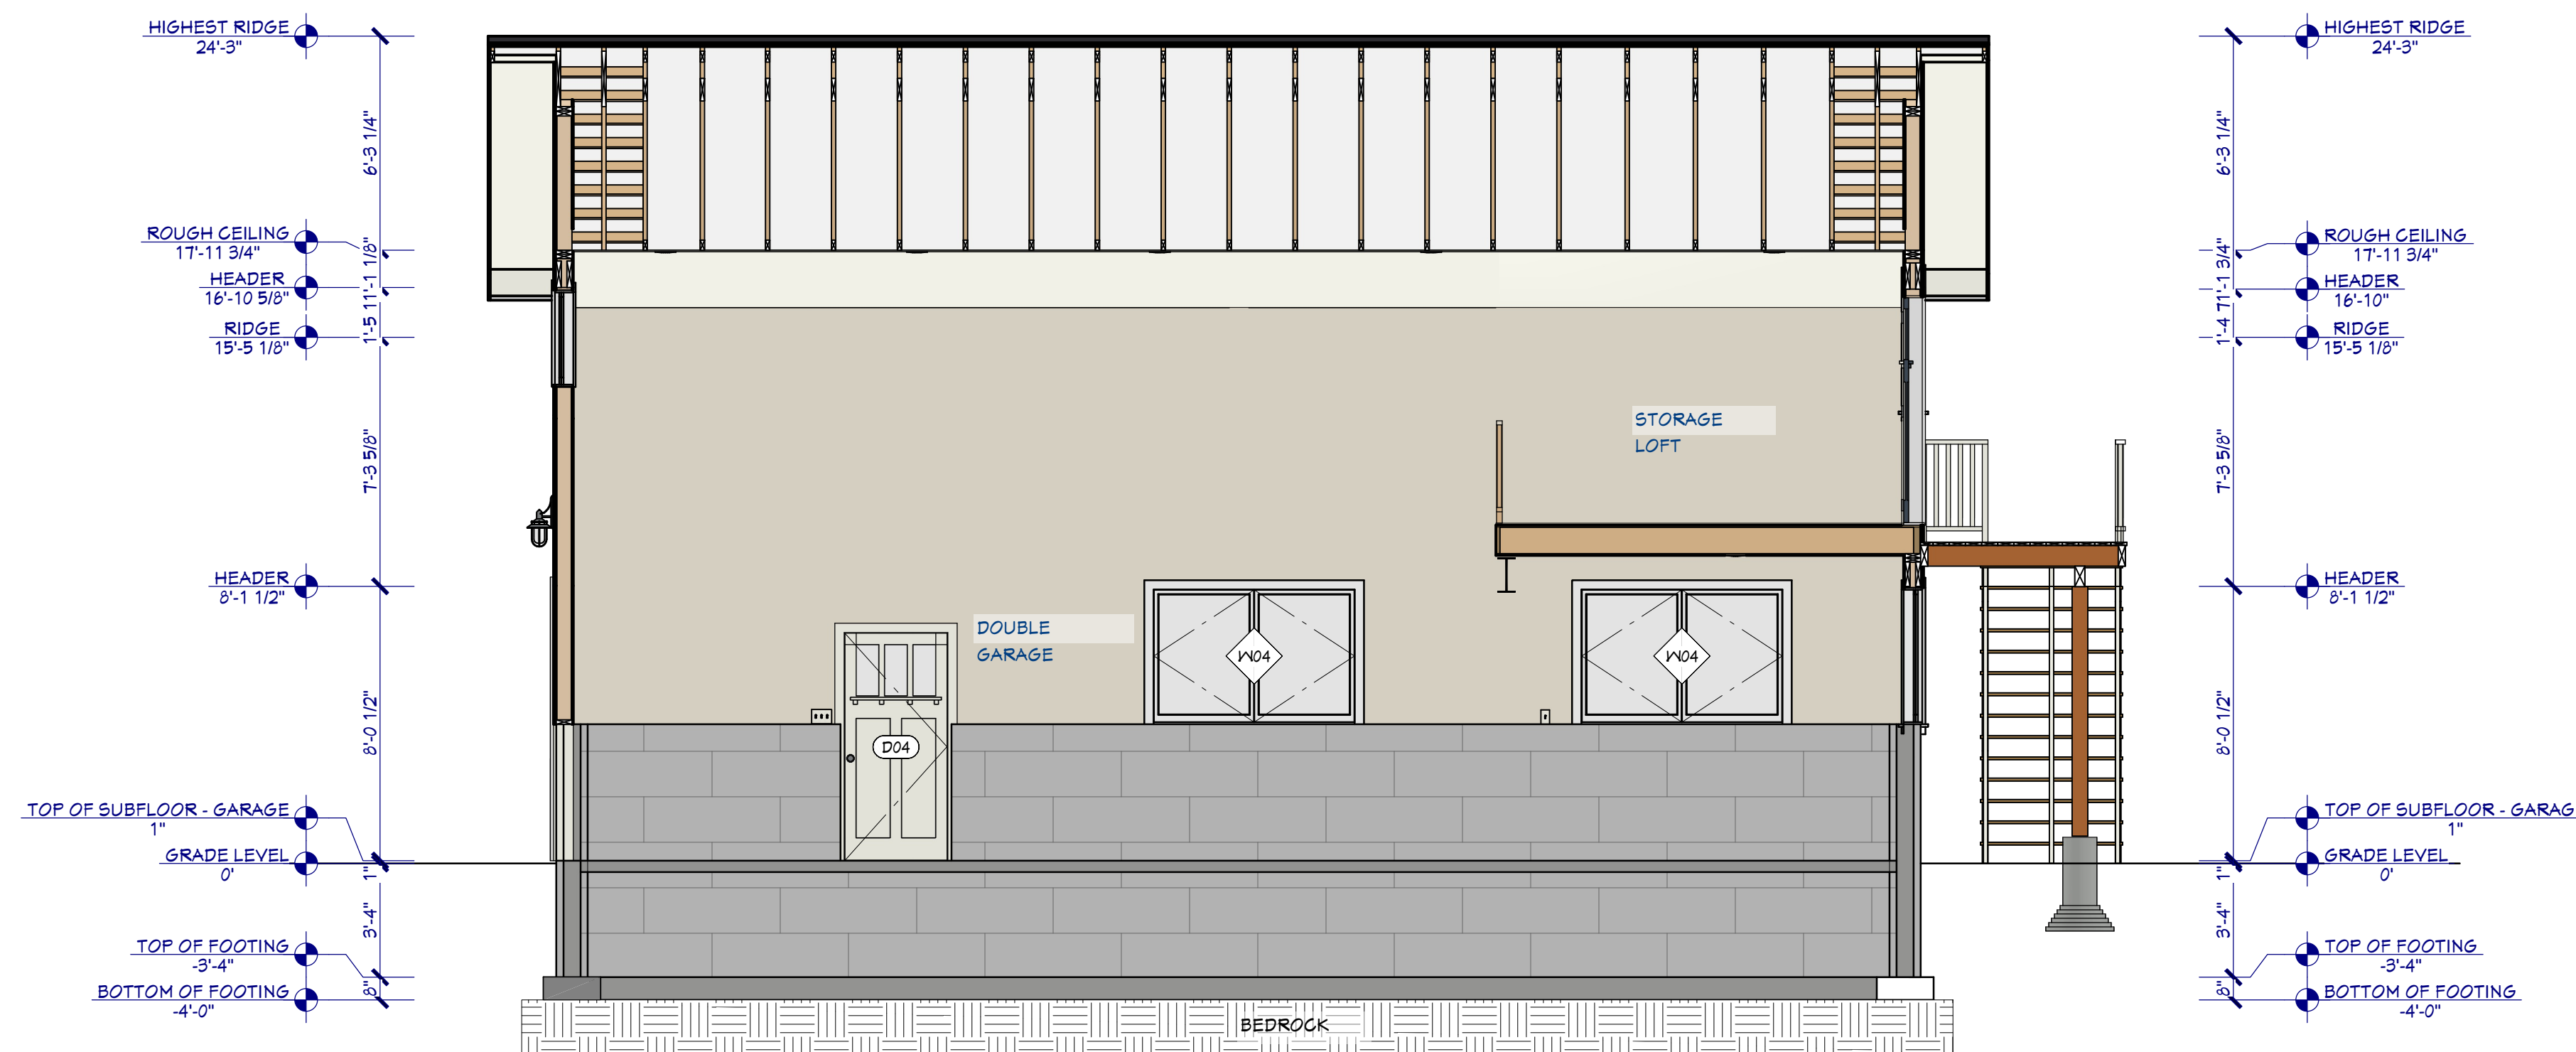 HIGHEST RIDGE
24'-3"
6'-3 1/4"
ROUGH CEILING
17'-11 3/4"
1'-1 1/8"
HEADER
16'-10 5/8"
1'-5 1
RIDGE
15'-5 1/8"
7'-3 5/8"
HEADER
8'-1 1/2"
8'-0 1/2"
TOP OF SUBFLOOR - GARAGE
1"
GRADE LEVEL
0'
1"
3'-4"
TOP OF FOOTING
-3'-4"
8"
BOTTOM OF FOOTING
-4'-0"
STORAGE
LOFT
DOUBLE
GARAGE
W04
W04
D04
BEDROCK
HIGHEST RIDGE
24'-3"
6'-3 1/4"
ROUGH CEILING
17'-11 3/4"
1'-1 3/4"
HEADER
16'-10"
1'-4 7
RIDGE
15'-5 1/8"
7'-3 5/8"
HEADER
8'-1 1/2"
8'-0 1/2"
TOP OF SUBFLOOR - GARAG
1"
GRADE LEVEL
0'
1"
3'-4"
TOP OF FOOTING
-3'-4"
8"
BOTTOM OF FOOTING
-4'-0"